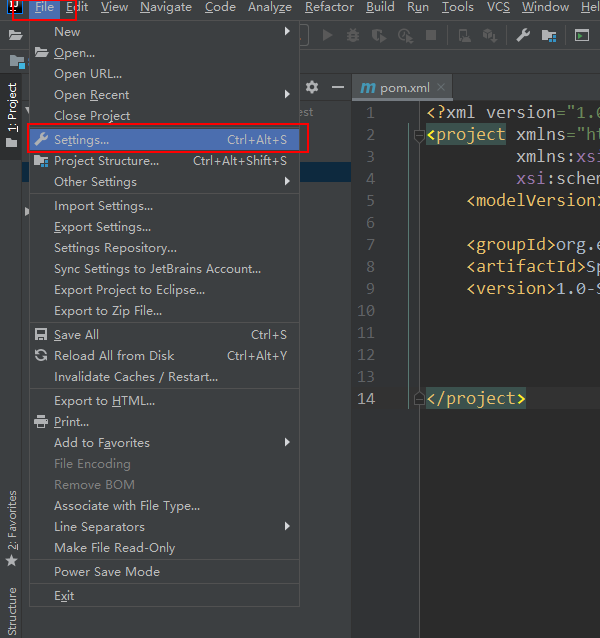 File Edit View Navigate Code Analyze Refactor Build Run Tools VCS Window Help
New
Open...
Open URL...
Open Recent
Close Project
Settings... Ctrl+Alt+S
Project Structure... Ctrl+Alt+Shift+S
Other Settings
Import Settings...
Export Settings...
Settings Repository...
Sync Settings to JetBrains Account...
Export Project to Eclipse...
Export to Zip File...
Save All Ctrl+S
Reload All from Disk Ctrl+Alt+Y
Invalidate Caches / Restart...
Export to HTML...
Print...
Add to Favorites
File Encoding
Remove BOM
Associate with File Type...
Line Separators
Make File Read-Only
Power Save Mode
Exit
1: Project
2: Favorites
Structure
est
m pom.xml
1 <?xml version="1.0
2 <project xmlns="ht
3 xmlns:xsi
4 xsi:schem
5 <modelVersion>
6
7 <groupId>org.e
8 <artifactId>Sp
9 <version>1.0-S
10
11
12
13
14 </project>